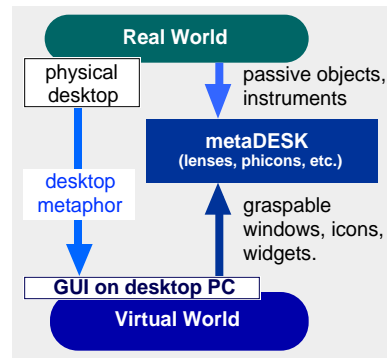 Real World
physical
desktop
passive objects,
instruments
metaDESK
(lenses, phicons, etc.)
desktop
metaphor
graspable
windows, icons,
widgets.
GUI on desktop PC
Virtual World